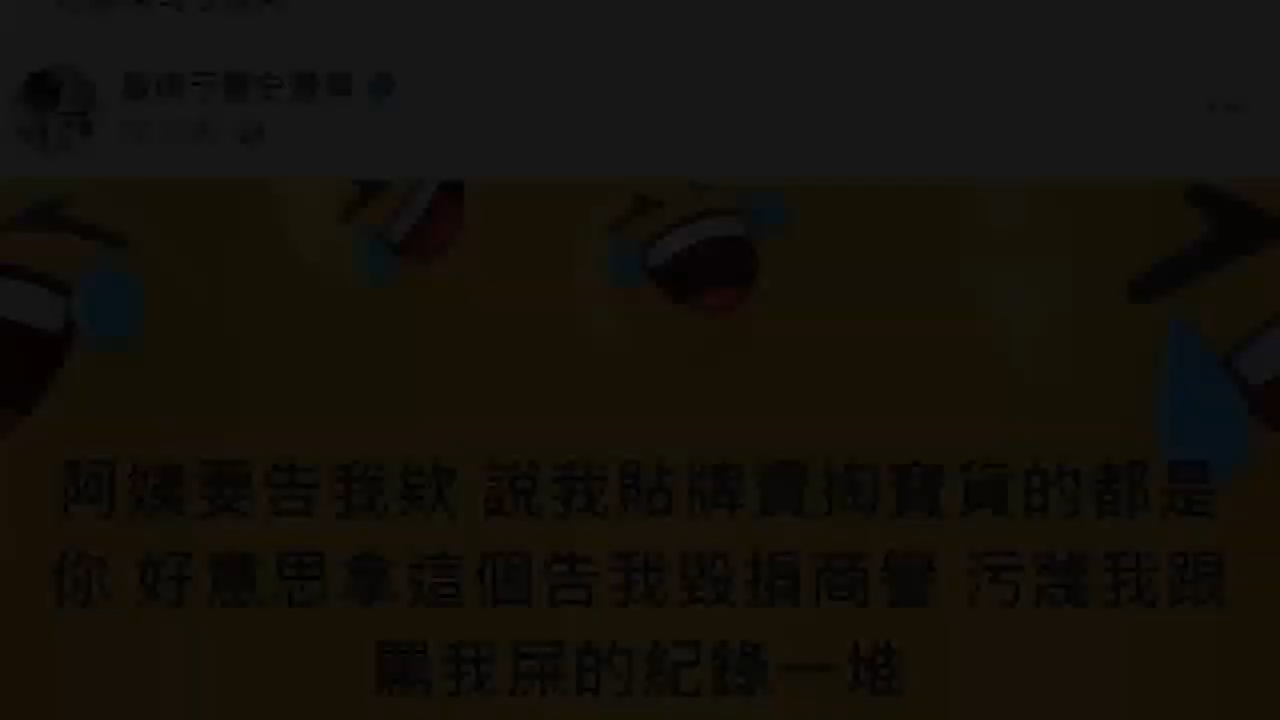 阿姨要告我欸 說我貼牌賣掏寶貨的都是
你 好意思拿這個告我毀損商譽 污衊我跟
罵我屎的紀錄一堆